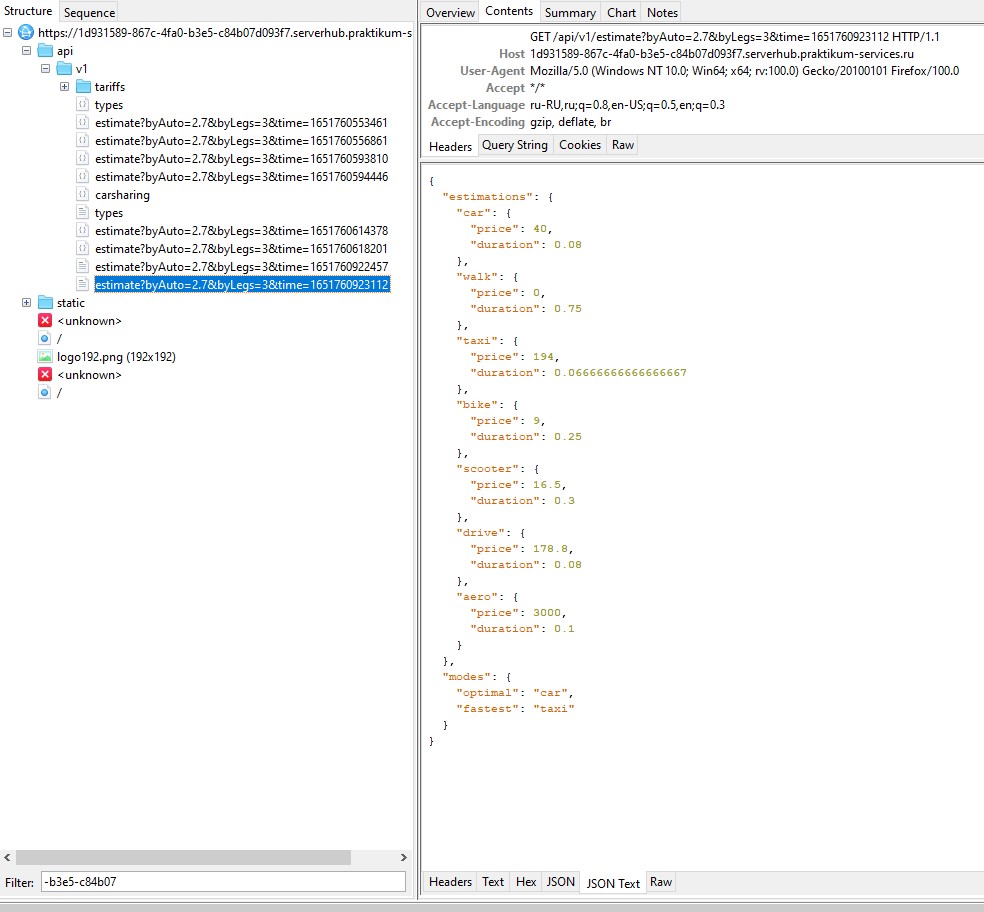 Structure
Sequence
https://1d931589-867c-4fa0-b3e5-c84b07d093f7.serverhub.praktikum-s
api
v1
tariffs
types
estimate?byAuto=2.7&byLegs=3&time=1651760553461
estimate?byAuto=2.7&byLegs=3&time=1651760556861
estimate?byAuto=2.7&byLegs=3&time=1651760593810
estimate?byAuto=2.7&byLegs=3&time=1651760594446
carsharing
types
estimate?byAuto=2.7&byLegs=3&time=1651760614378
estimate?byAuto=2.7&byLegs=3&time=1651760618201
estimate?byAuto=2.7&byLegs=3&time=1651760922457
estimate?byAuto=2.7&byLegs=3&time=1651760923112
static
<unknown>
/
logo192.png (192x192)
<unknown>
/
Filter: -b3e5-c84b07
Overview Contents Summary Chart Notes
GET /api/v1/estimate?byAuto=2.7&byLegs=3&time=1651760923112 HTTP/1.1
Host 1d931589-867c-4fa0-b3e5-c84b07d093f7.serverhub.praktikum-services.ru
User-Agent Mozilla/5.0 (Windows NT 10.0; Win64; x64; rv:100.0) Gecko/20100101 Firefox/100.0
Accept */*
Accept-Language ru-RU,ru;q=0.8,en-US;q=0.5,en;q=0.3
Accept-Encoding gzip, deflate, br
Headers Query String Cookies Raw
{
"estimations": {
"car": {
"price": 40,
"duration": 0.08
},
"walk": {
"price": 0,
"duration": 0.75
},
"taxi": {
"price": 194,
"duration": 0.06666666666666667
},
"bike": {
"price": 9,
"duration": 0.25
},
"scooter": {
"price": 16.5,
"duration": 0.3
},
"drive": {
"price": 178.8,
"duration": 0.08
},
"aero": {
"price": 3000,
"duration": 0.1
}
},
"modes": {
"optimal": "car",
"fastest": "taxi"
}
}
Headers Text Hex JSON JSON Text Raw